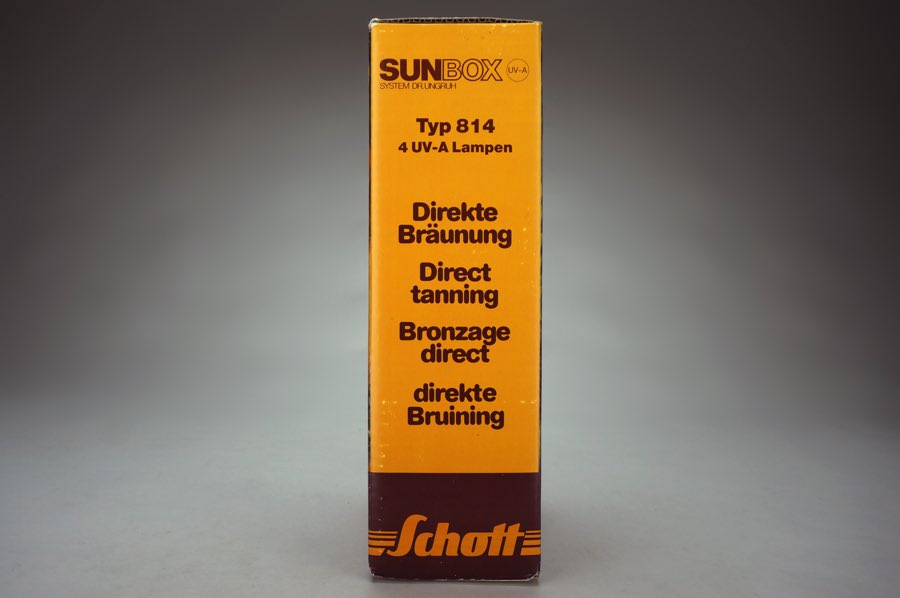 SUNBOX UV-A
SYSTEM DR.UNGRUH
Typ 814
4 UV-A Lampen
Direkte
Bräunung
Direct
tanning
Bronzage
direct
direkte
Bruining
Schott